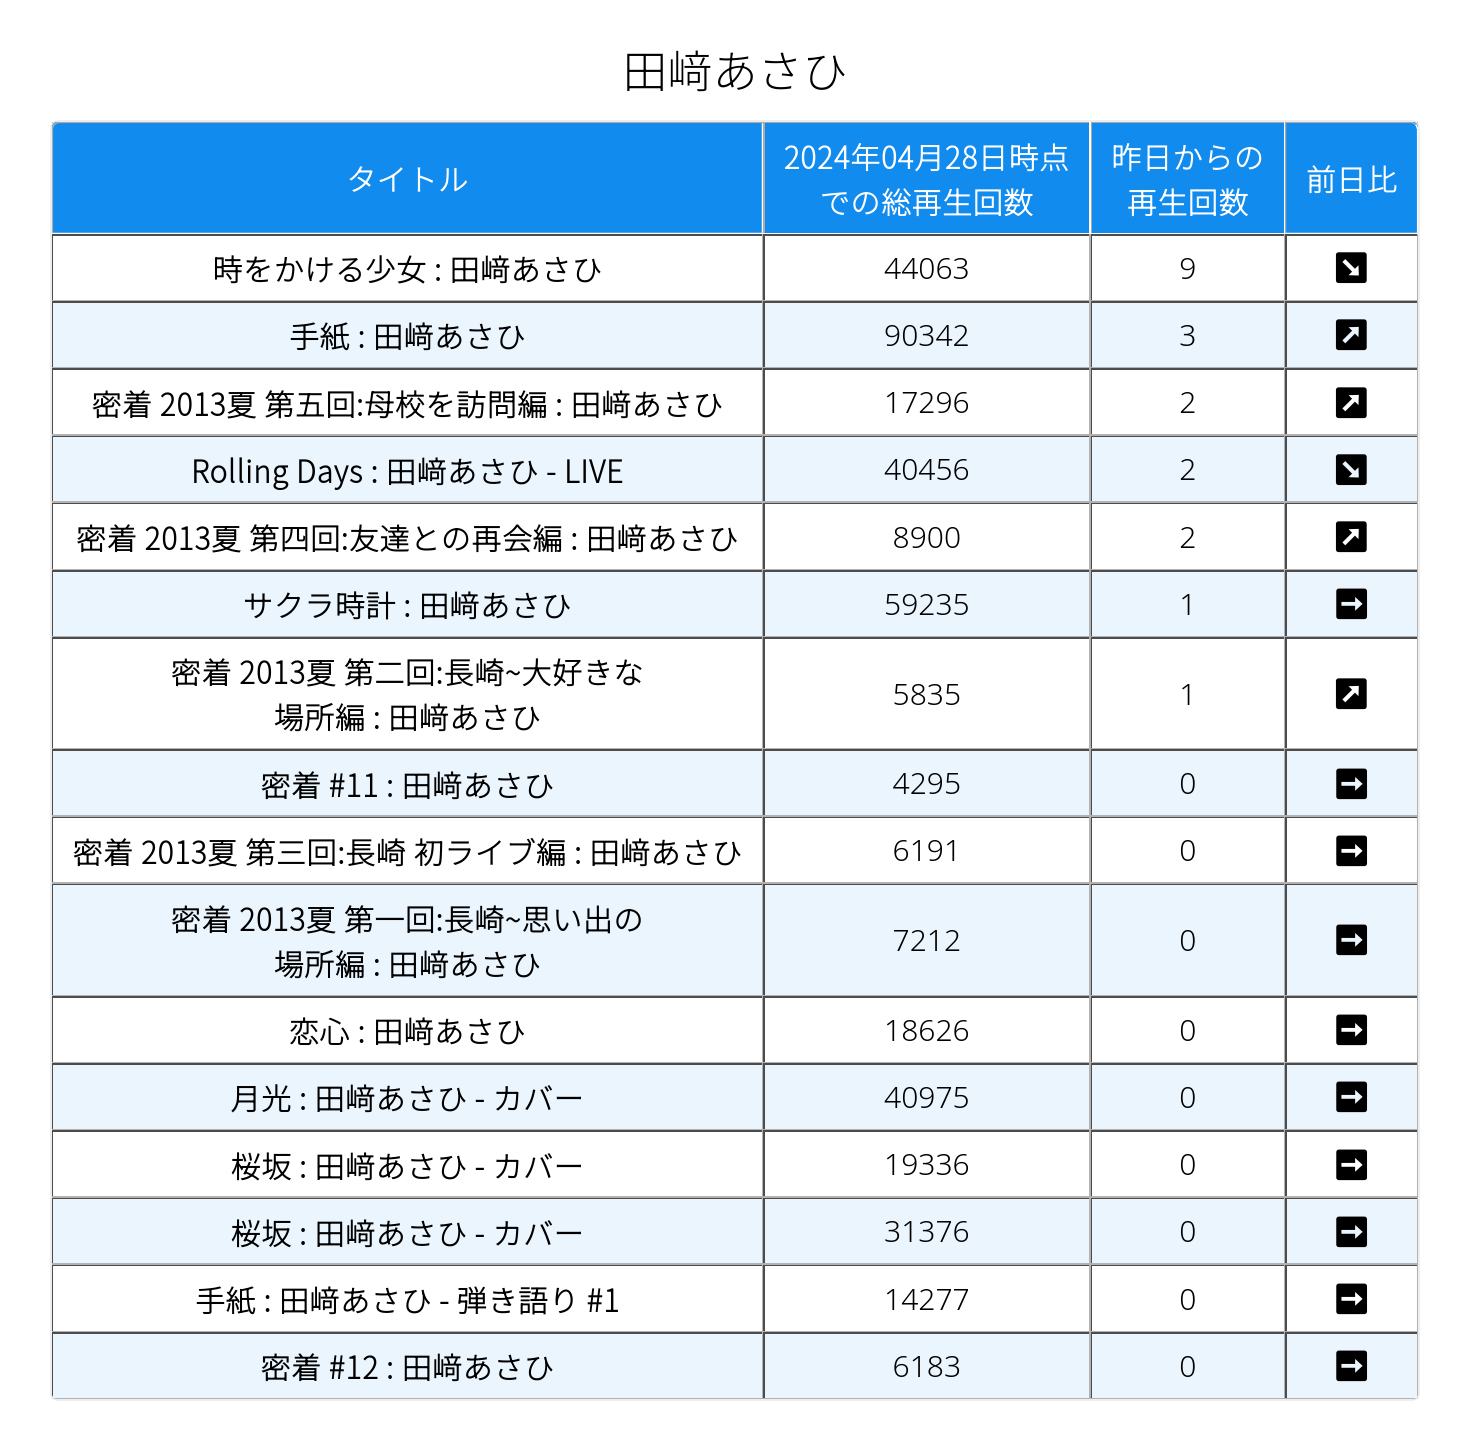 田﨑あさひ
タイトル
2024年04月28日時点
での総再生回数
昨日からの
再生回数
前日比
時をかける少女 : 田﨑あさひ
44063
9
手紙 : 田﨑あさひ
90342
3
密着 2013夏 第五回:母校を訪問編 : 田﨑あさひ
17296
2
Rolling Days : 田﨑あさひ - LIVE
40456
2
密着 2013夏 第四回:友達との再会編 : 田﨑あさひ
8900
2
サクラ時計 : 田﨑あさひ
59235
1
密着 2013夏 第二回:長崎~大好きな
場所編 : 田﨑あさひ
5835
1
密着 #11 : 田﨑あさひ
4295
0
密着 2013夏 第三回:長崎 初ライブ編 : 田﨑あさひ
6191
0
密着 2013夏 第一回:長崎~思い出の
場所編 : 田﨑あさひ
7212
0
恋心 : 田﨑あさひ
18626
0
月光 : 田﨑あさひ - カバー
40975
0
桜坂 : 田﨑あさひ - カバー
19336
0
桜坂 : 田﨑あさひ - カバー
31376
0
手紙 : 田﨑あさひ - 弾き語り #1
14277
0
密着 #12 : 田﨑あさひ
6183
0